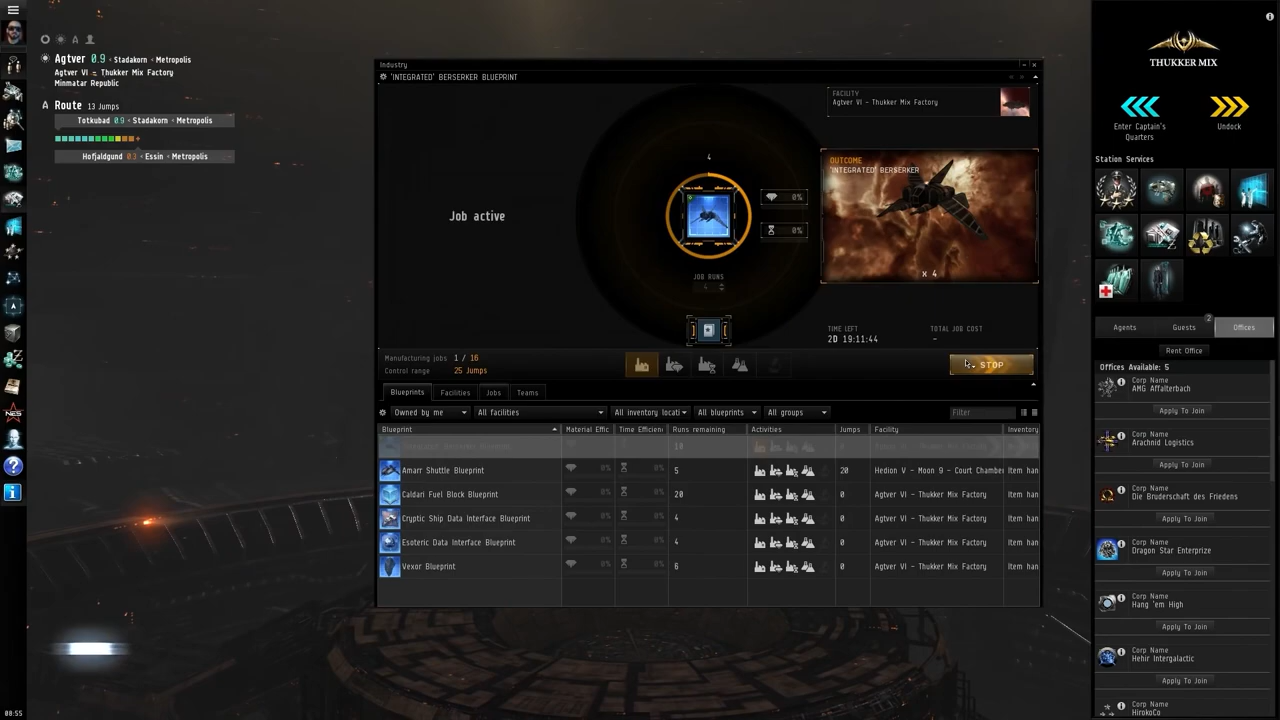 Agtver 0.9 < Stadakorn < Metropolis
Agtver VI - Thukker Mix Factory
Minmatar Republic
Route 13 Jumps
Totkubad 0.9 < Stadakorn < Metropolis
Hofjaldgund 0.3 < Essin < Metropolis
08:55
Industry
'INTEGRATED' BERSERKER BLUEPRINT
Job active
4
0%
0%
JOB RUNS
4
FACILITY
Agtver VI - Thukker Mix Factory
OUTCOME
'INTEGRATED' BERSERKER
x 4
TIME LEFT
2D 19:11:44
TOTAL JOB COST
-
Manufacturing jobs 1 / 16
Control range 25 Jumps
STOP
Blueprints Facilities Jobs Teams
Owned by me All facilities All inventory locati All blueprints All groups Filter
Blueprint Material Effic Time Efficien Runs remaining Activities Jumps Facility Inventory
10
Amarr Shuttle Blueprint 0% 0% 5 20 Hedion V - Moon 9 - Court Chamber Item han
Caldari Fuel Block Blueprint 0% 0% 20 0 Agtver VI - Thukker Mix Factory Item han
Cryptic Ship Data Interface Blueprint 0% 0% 4 0 Agtver VI - Thukker Mix Factory Item han
Esoteric Data Interface Blueprint 0% 0% 4 0 Agtver VI - Thukker Mix Factory Item han
Vexor Blueprint 0% 0% 6 0 Agtver VI - Thukker Mix Factory Item han
THUKKER MIX
Enter Captain's
Quarters
Undock
Station Services
Agents Guests 2 Offices
Rent Office
Offices Available: 5
Corp Name
AMG Affalterbach
Apply To Join
Corp Name
Arachnid Logistics
Apply To Join
Corp Name
Die Bruderschaft des Friedens
Apply To Join
Corp Name
Dragon Star Enterprize
Apply To Join
Corp Name
Hang 'em High
Apply To Join
Corp Name
Hehir Intergalactic
Apply To Join
Corp Name
HirokoCo
NES